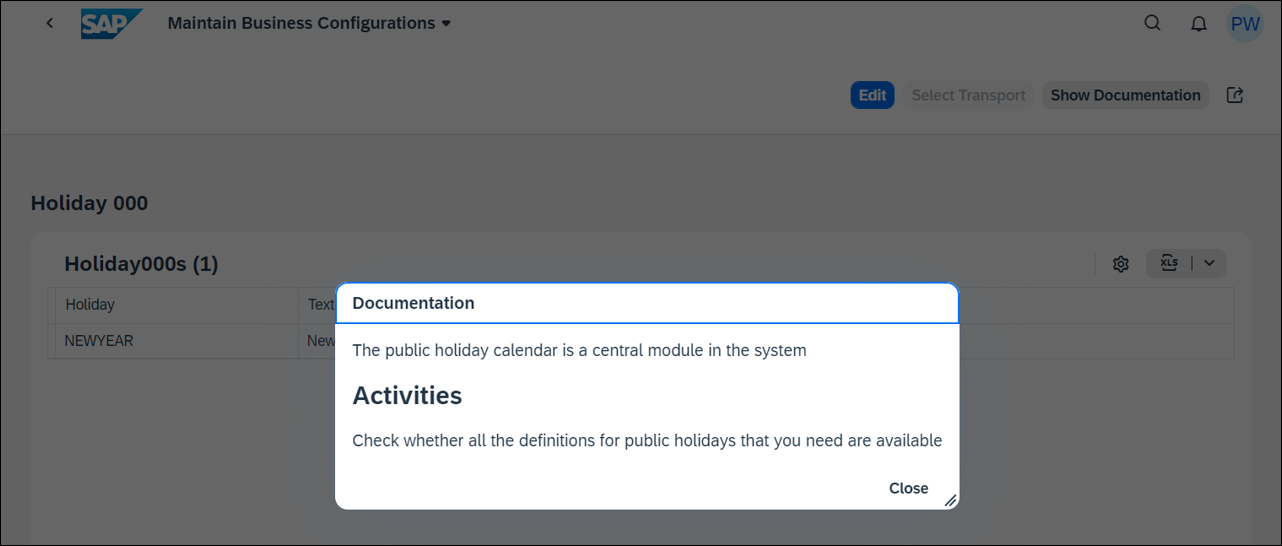 SAP Maintain Business Configurations PW
Edit Select Transport Show Documentation
Holiday 000
Holiday000s (1)
XLS
Holiday Text
NEWYEAR New
Documentation
The public holiday calendar is a central module in the system
Activities
Check whether all the definitions for public holidays that you need are available
Close